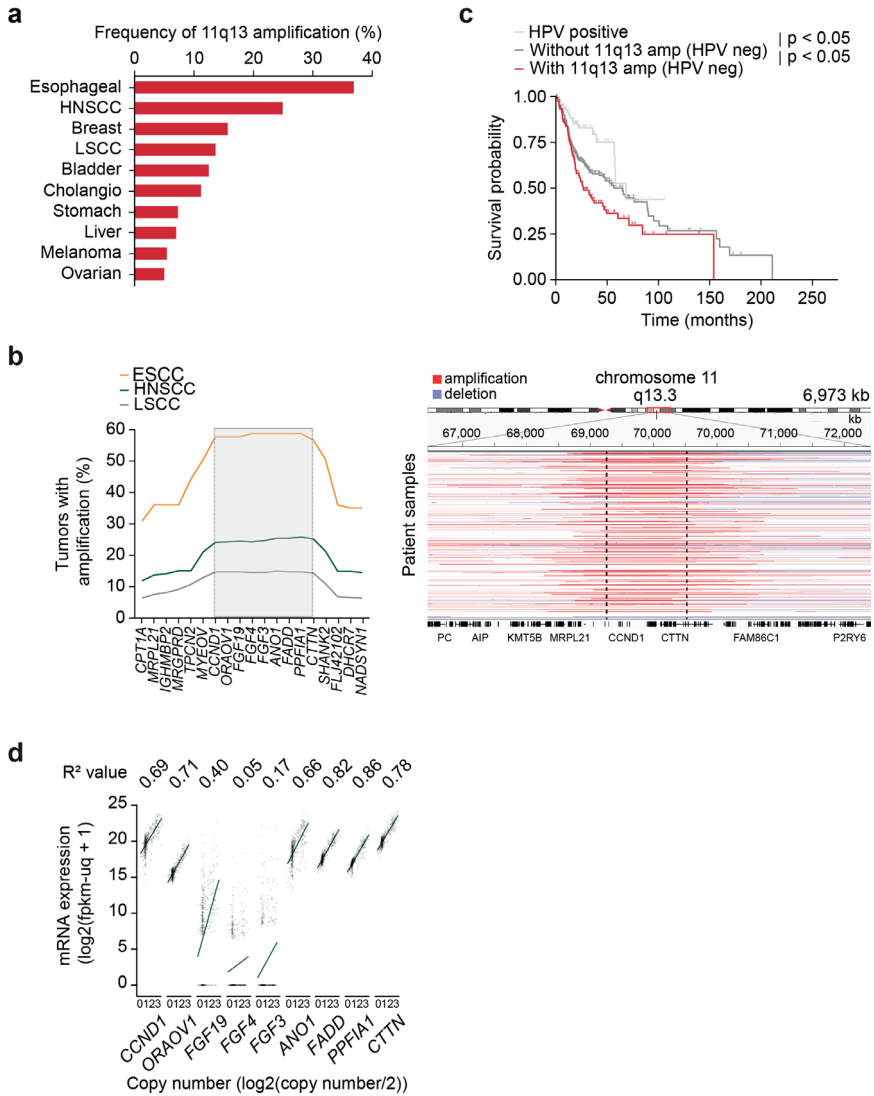 a
Frequency of 11q13 amplification (%)
0 10 20 30 40
Esophageal
HNSCC
Breast
LSCC
Bladder
Cholangio
Stomach
Liver
Melanoma
Ovarian
c
HPV positive
Without 11q13 amp (HPV neg)
With 11q13 amp (HPV neg)
| p < 0.05
| p < 0.05
Survival probability
1.00
0.75
0.50
0.25
0.00
0 50 100 150 200 250
Time (months)
b
ESCC
HNSCC
LSCC
Tumors with
amplification (%)
60
50
40
30
20
10
0
CPT1A
MRPL21
IGHMBP2
MRGPRD
TPCN2
MYEOV
CCND1
ORAOV1
FGF19
FGF4
FGF3
ANO1
FADD
PPFIA1
CTTN
SHANK2
FLJ42102
DHCR7
NADSYN1
amplification
deletion
chromosome 11
q13.3
6,973 kb
kb
67,000 68,000 69,000 70,000 70,000 71,000 72,000
Patient samples
PC AIP KMT5B MRPL21 CCND1 CTTN FAM86C1 P2RY6
d
R² value
0.69 0.71 0.40 0.05 0.17 0.66 0.82 0.86 0.78
mRNA expression
(log2(fpkm-uq + 1)
25
20
15
10
5
0
0123 0123 0123 0123 0123 0123 0123 0123 0123
CCND1
ORAOV1
FGF19
FGF4
FGF3
ANO1
FADD
PPFIA1
CTTN
Copy number (log2(copy number/2))